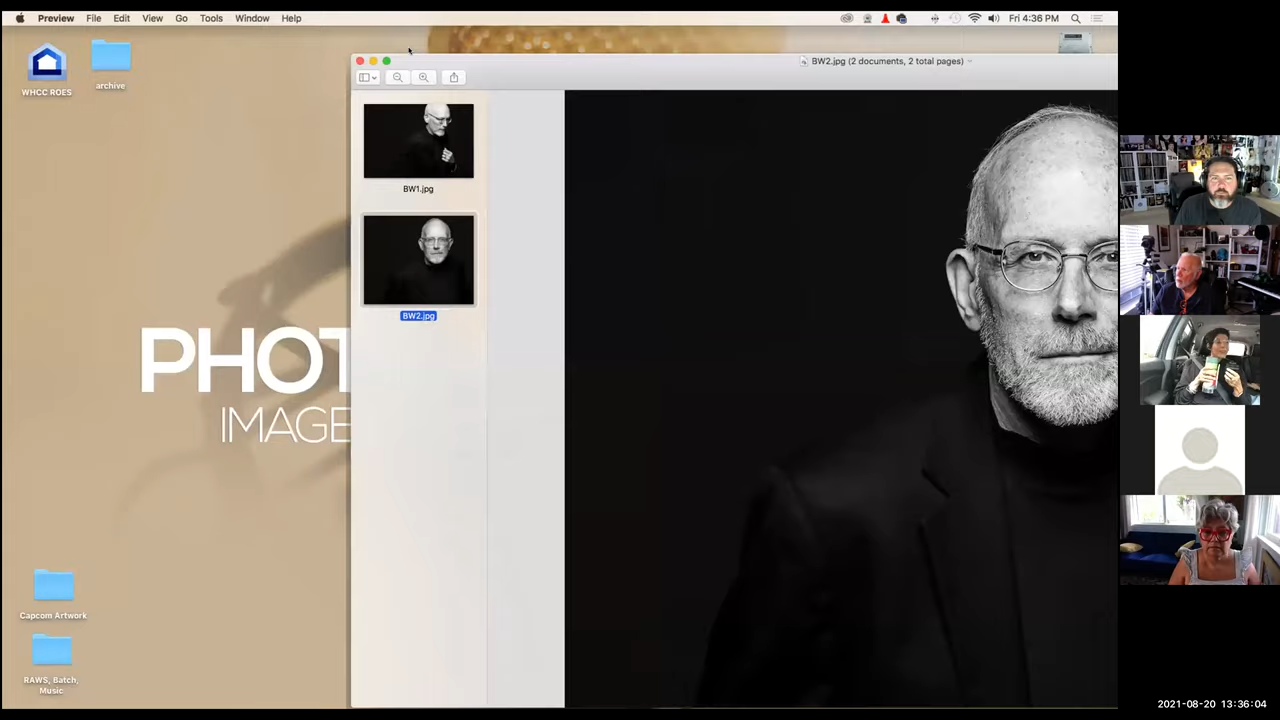 Preview File Edit View Go Tools Window Help
Fri 4:36 PM
BW2.jpg (2 documents, 2 total pages)
WHCC ROES
archive
BW1.jpg
BW2.jpg
PHOT
IMAGE
Capcom Artwork
RAWS, Batch,
Music
2021-08-20 13:36:04